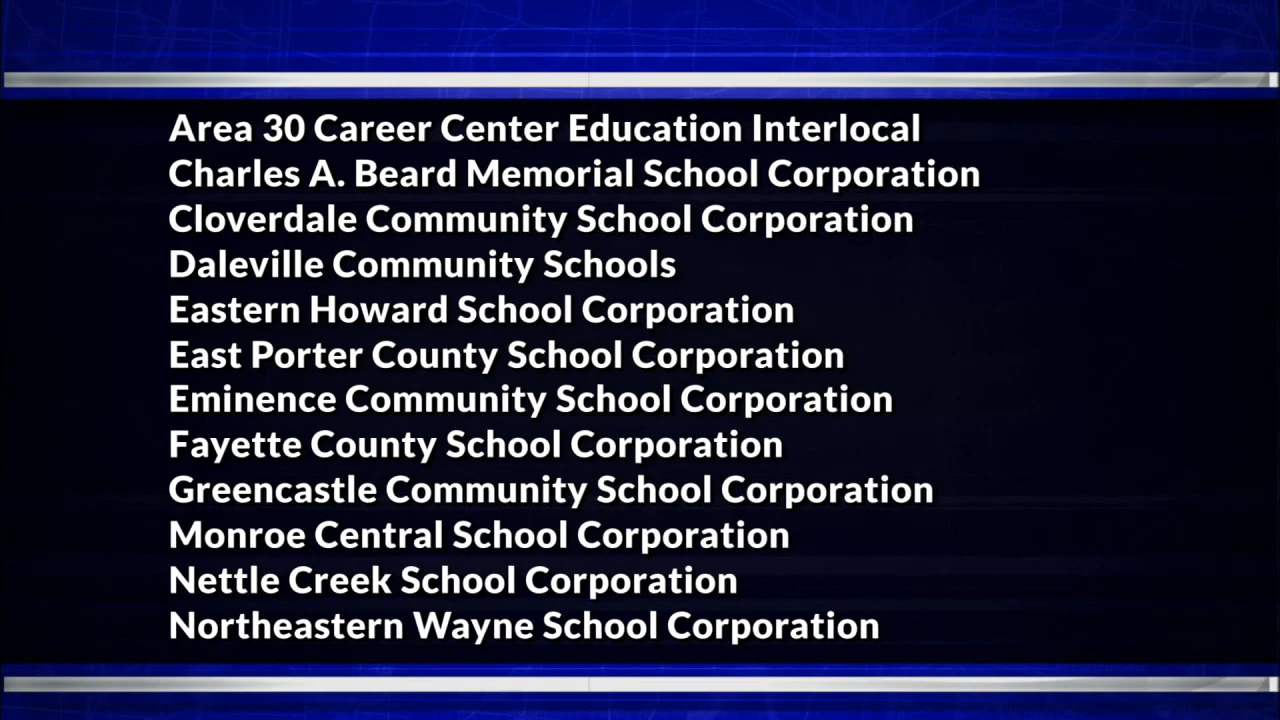 Area 30 Career Center Education Interlocal
Charles A. Beard Memorial School Corporation
Cloverdale Community School Corporation
Daleville Community Schools
Eastern Howard School Corporation
East Porter County School Corporation
Eminence Community School Corporation
Fayette County School Corporation
Greencastle Community School Corporation
Monroe Central School Corporation
Nettle Creek School Corporation
Northeastern Wayne School Corporation